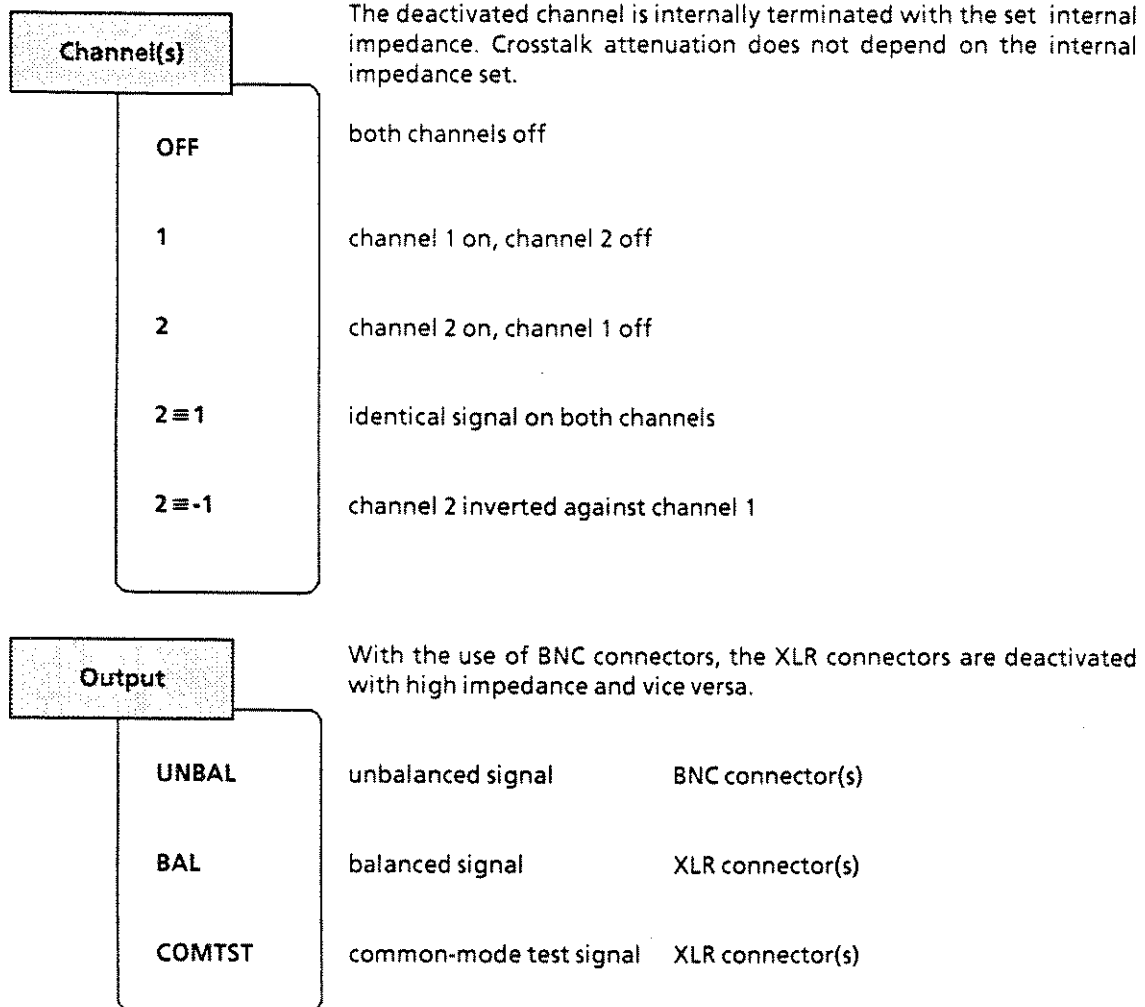 Channel(s)
The deactivated channel is internally terminated with the set internal
impedance. Crosstalk attenuation does not depend on the internal
impedance set.
OFF both channels off
1 channel 1 on, channel 2 off
2 channel 2 on, channel 1 off
2≡1 identical signal on both channels
2≡-1 channel 2 inverted against channel 1
Output
With the use of BNC connectors, the XLR connectors are deactivated
with high impedance and vice versa.
UNBAL unbalanced signal BNC connector(s)
BAL balanced signal XLR connector(s)
COMTST common-mode test signal XLR connector(s)